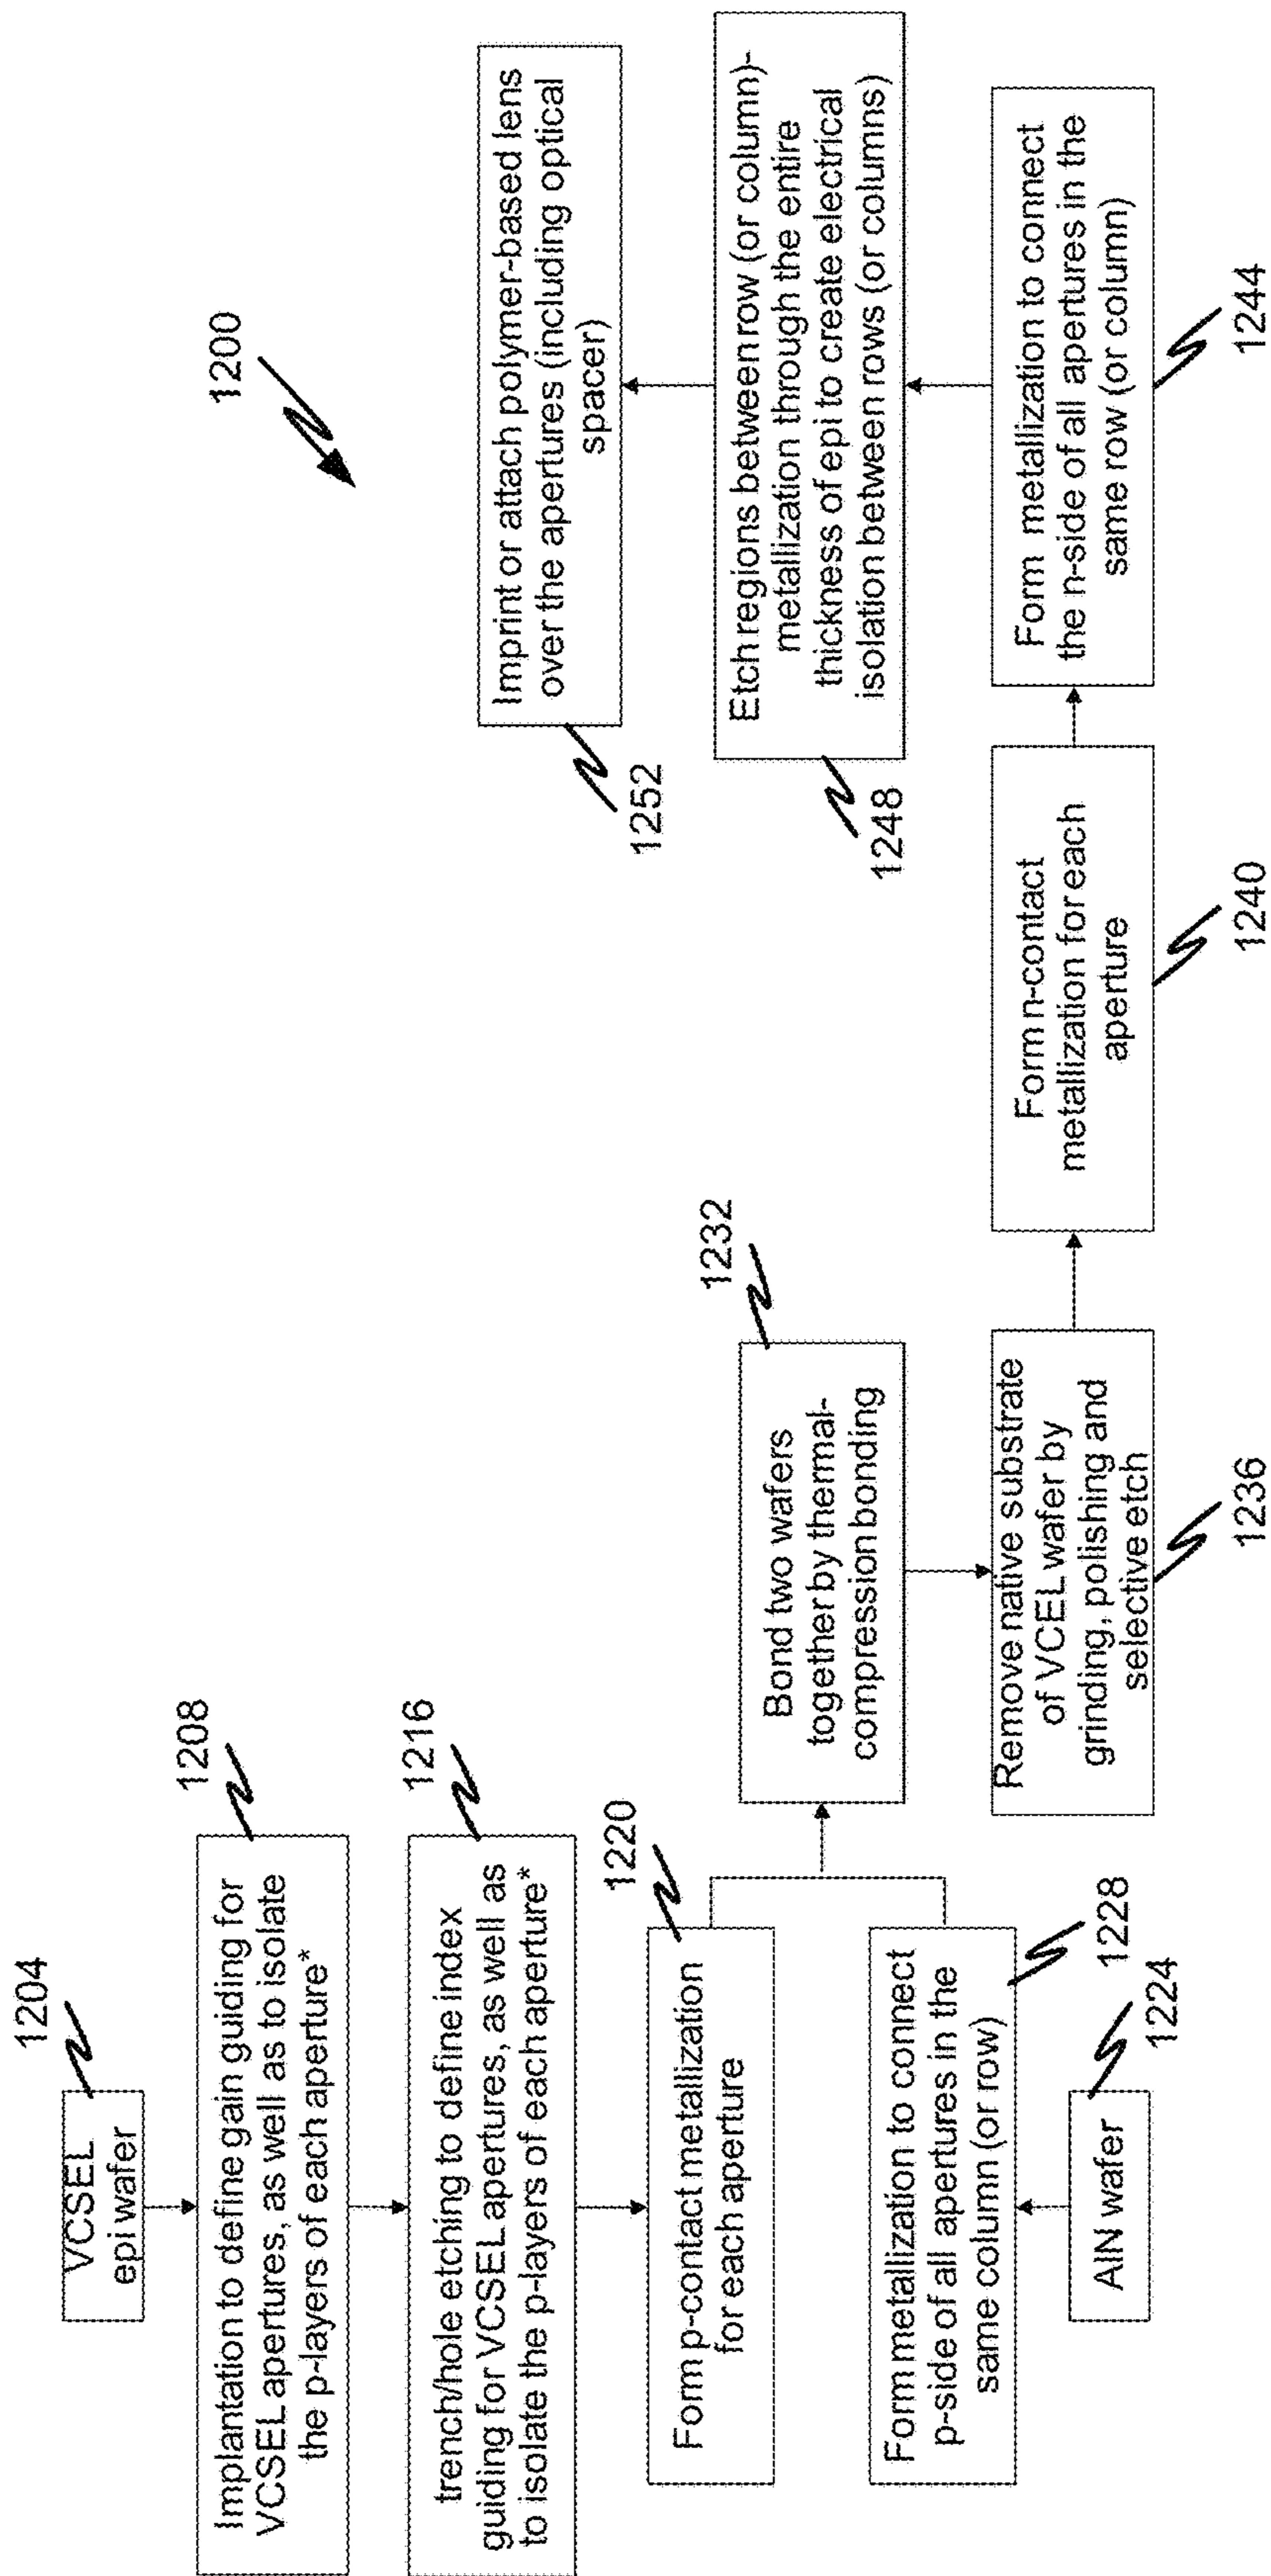 1200
1204
VCSEL
epi wafer
1208
Implantation to define gain guiding for
VCSEL apertures, as well as to isolate
the p-layers of each aperture*
1216
trench/hole etching to define index
guiding for VCSEL apertures, as well as
to isolate the p-layers of each aperture*
1220
Form p-contact metallization
for each aperture
1228
Form metallization to connect
p-side of all apertures in the
same column (or row)
1224
AlN wafer
1232
Bond two wafers
together by thermal-
compression bonding
Remove native substrate
of VCEL wafer by
grinding, polishing and
selective etch
1236
Form n-contact
metallization for each
aperture
1240
Form metallization to connect
the n-side of all apertures in the
same row (or column)
1244
Etch regions between row (or column)-
metallization through the entire
thickness of epi to create electrical
isolation between rows (or columns)
1248
Imprint or attach polymer-based lens
over the apertures (including optical
spacer)
1252